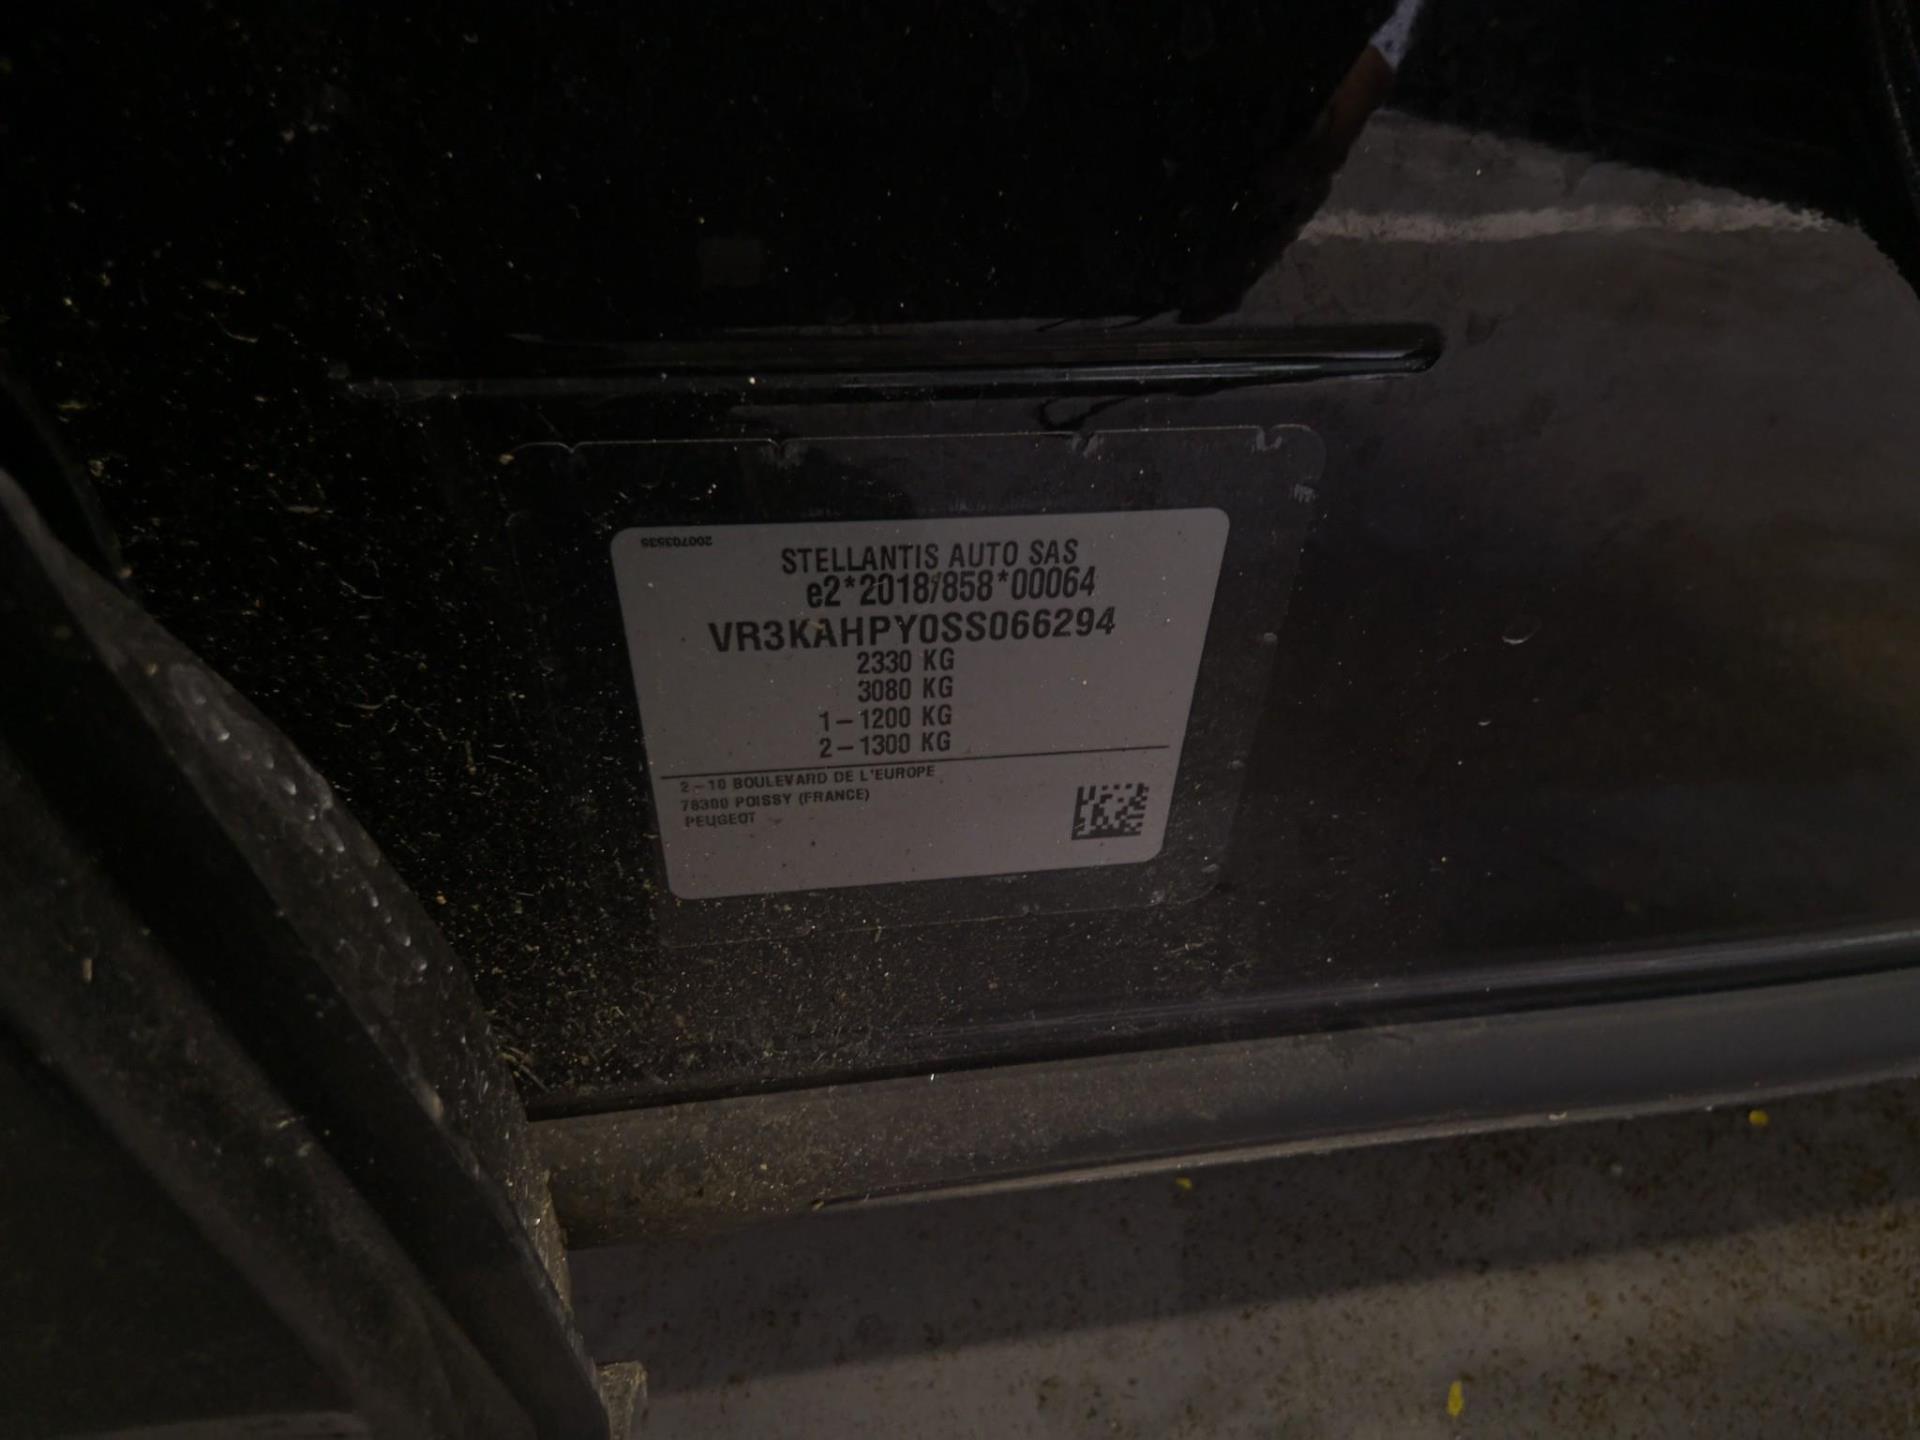 200703535
STELLANTIS AUTO SAS
e2*2018/858*00064
VR3KAHPY0SS066294
2330 KG
3080 KG
1-1200 KG
2-1300 KG
2-10 BOULEVARD DE L'EUROPE
78300 POISSY (FRANCE)
PEUGEOT